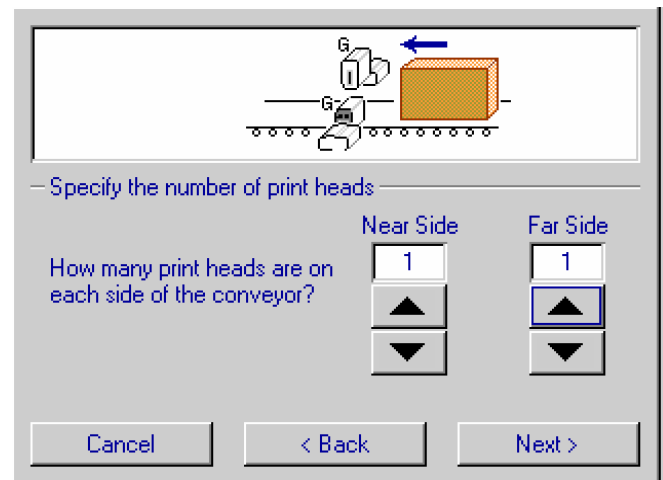 G
G
Specify the number of print heads
Near Side Far Side
1 1
How many print heads are on
each side of the conveyor?
Cancel < Back Next >